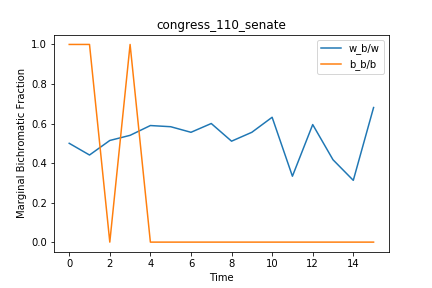 congress_110_senate
w_b/w
b_b/b
Marginal Bichromatic Fraction
1.0
0.8
0.6
0.4
0.2
0.0
0 2 4 6 8 10 12 14
Time